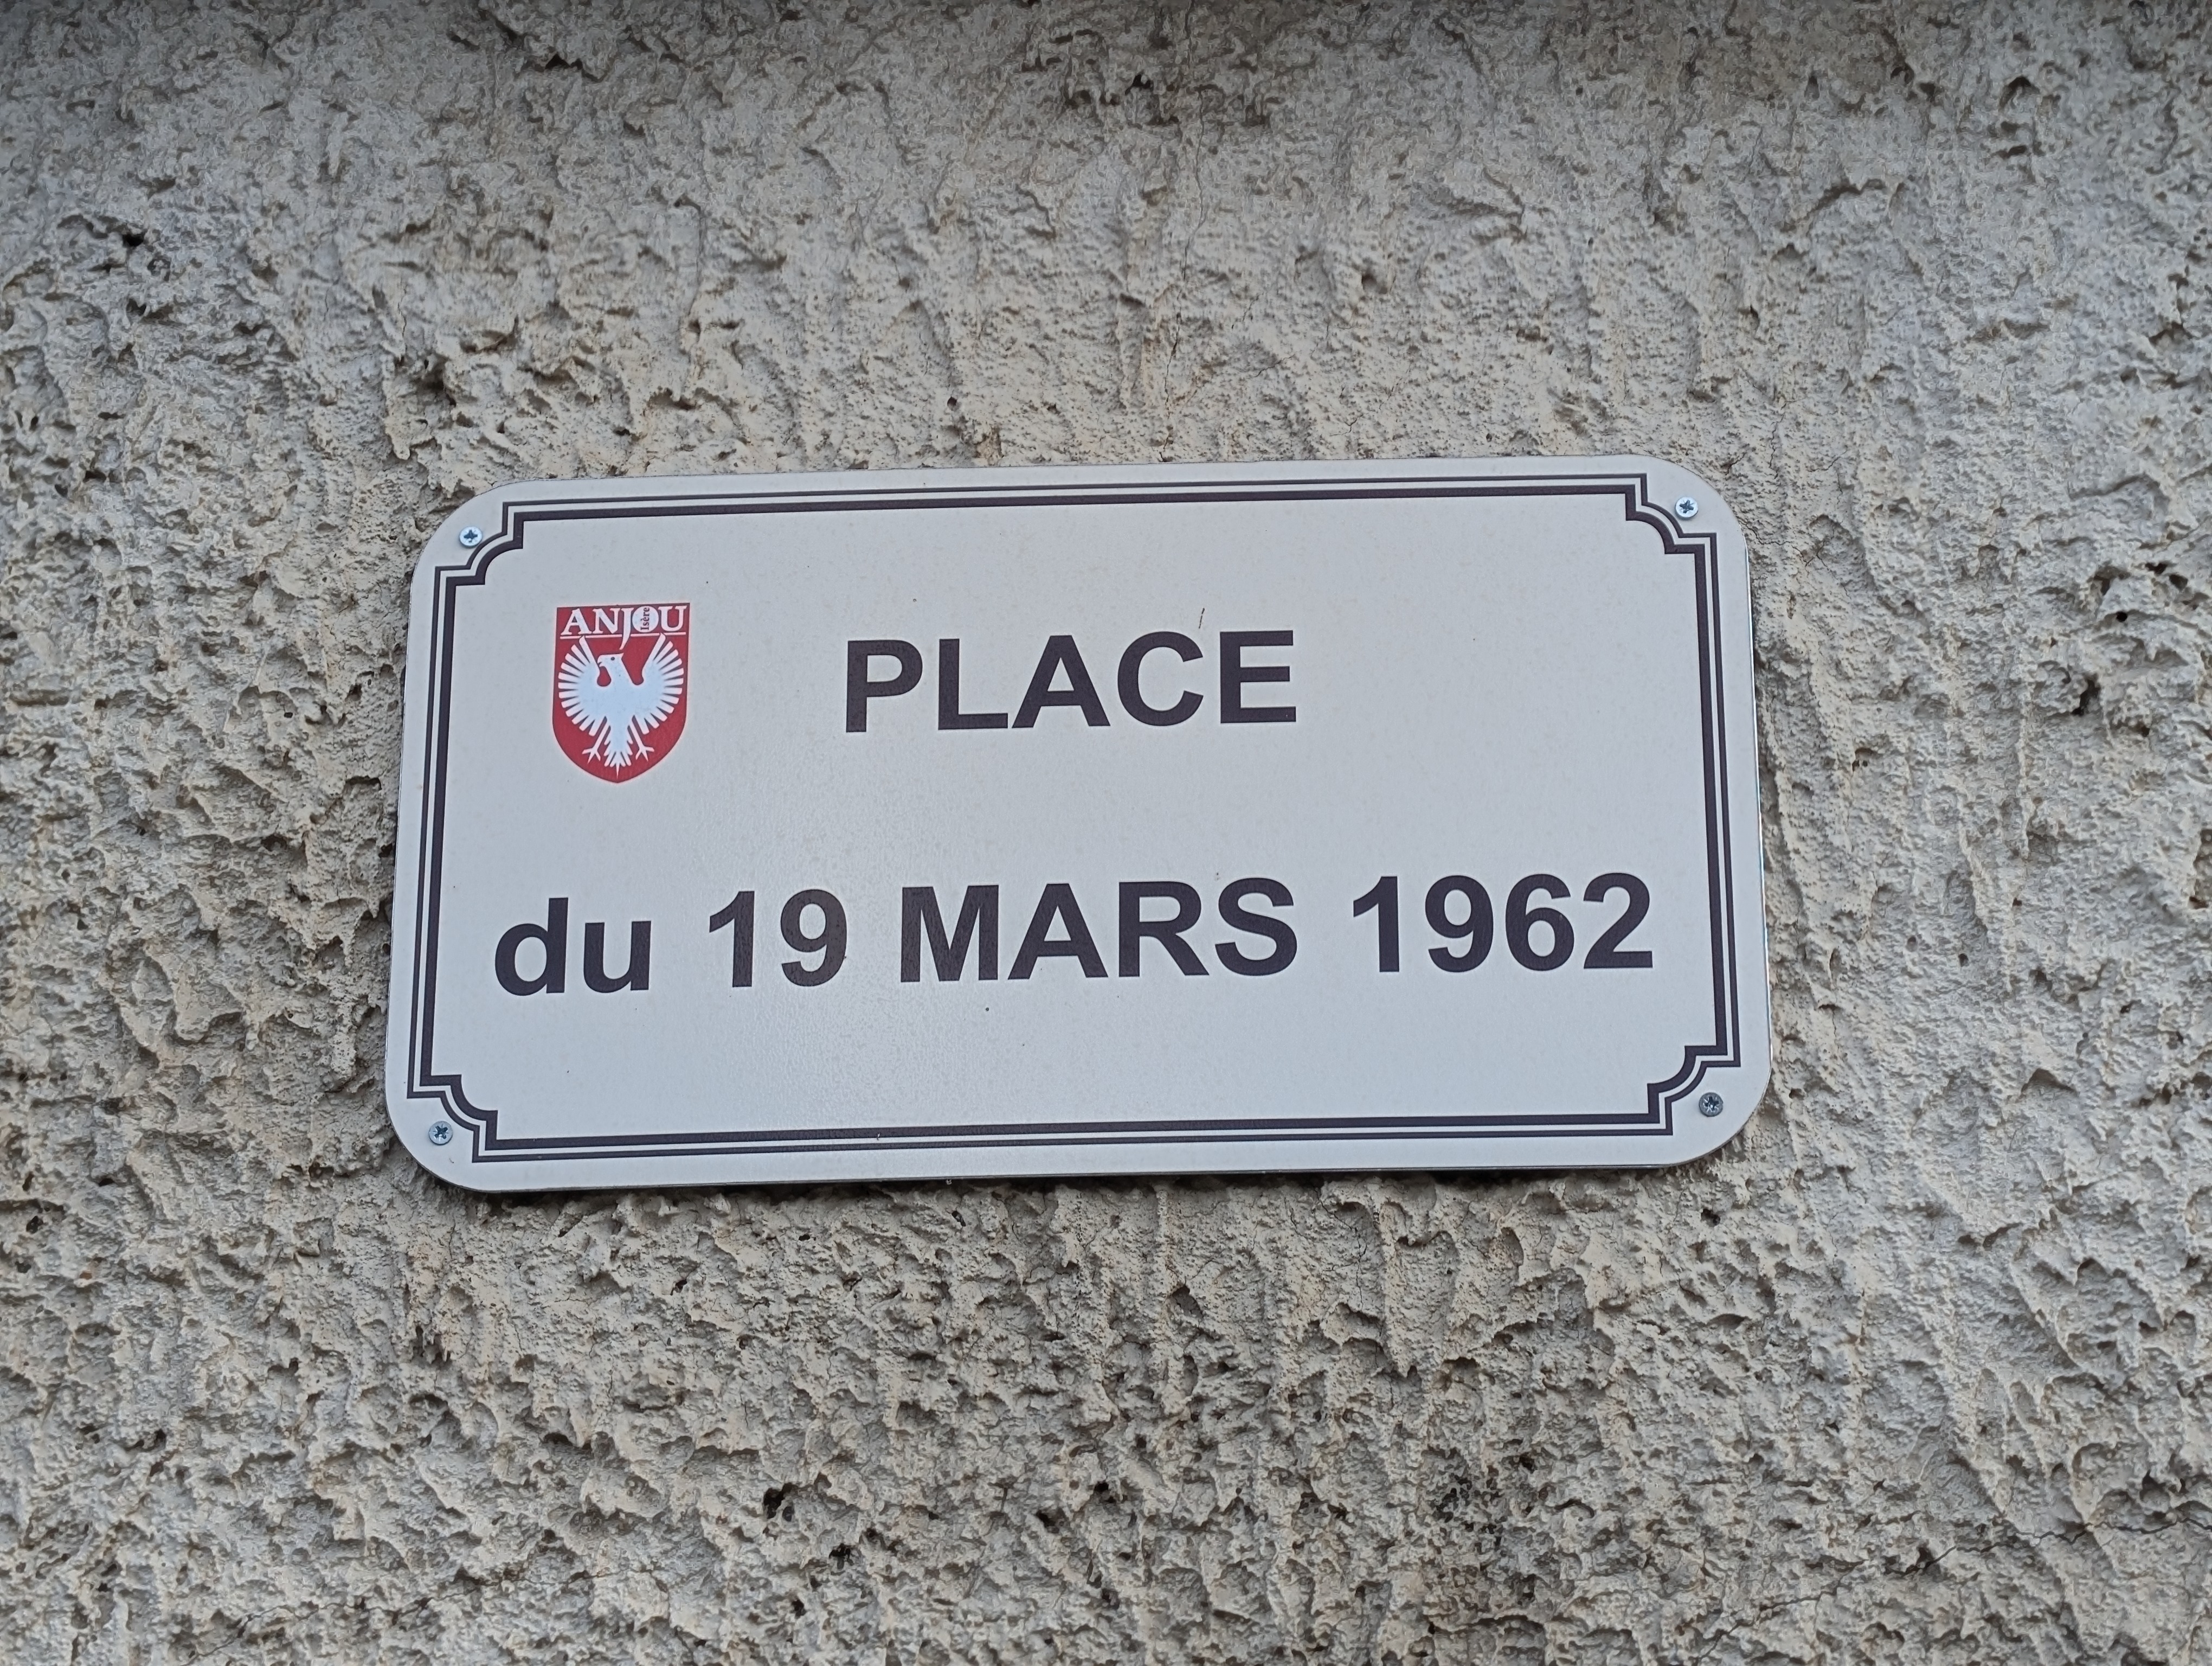 ANJOU
Isère
PLACE
du 19 MARS 1962